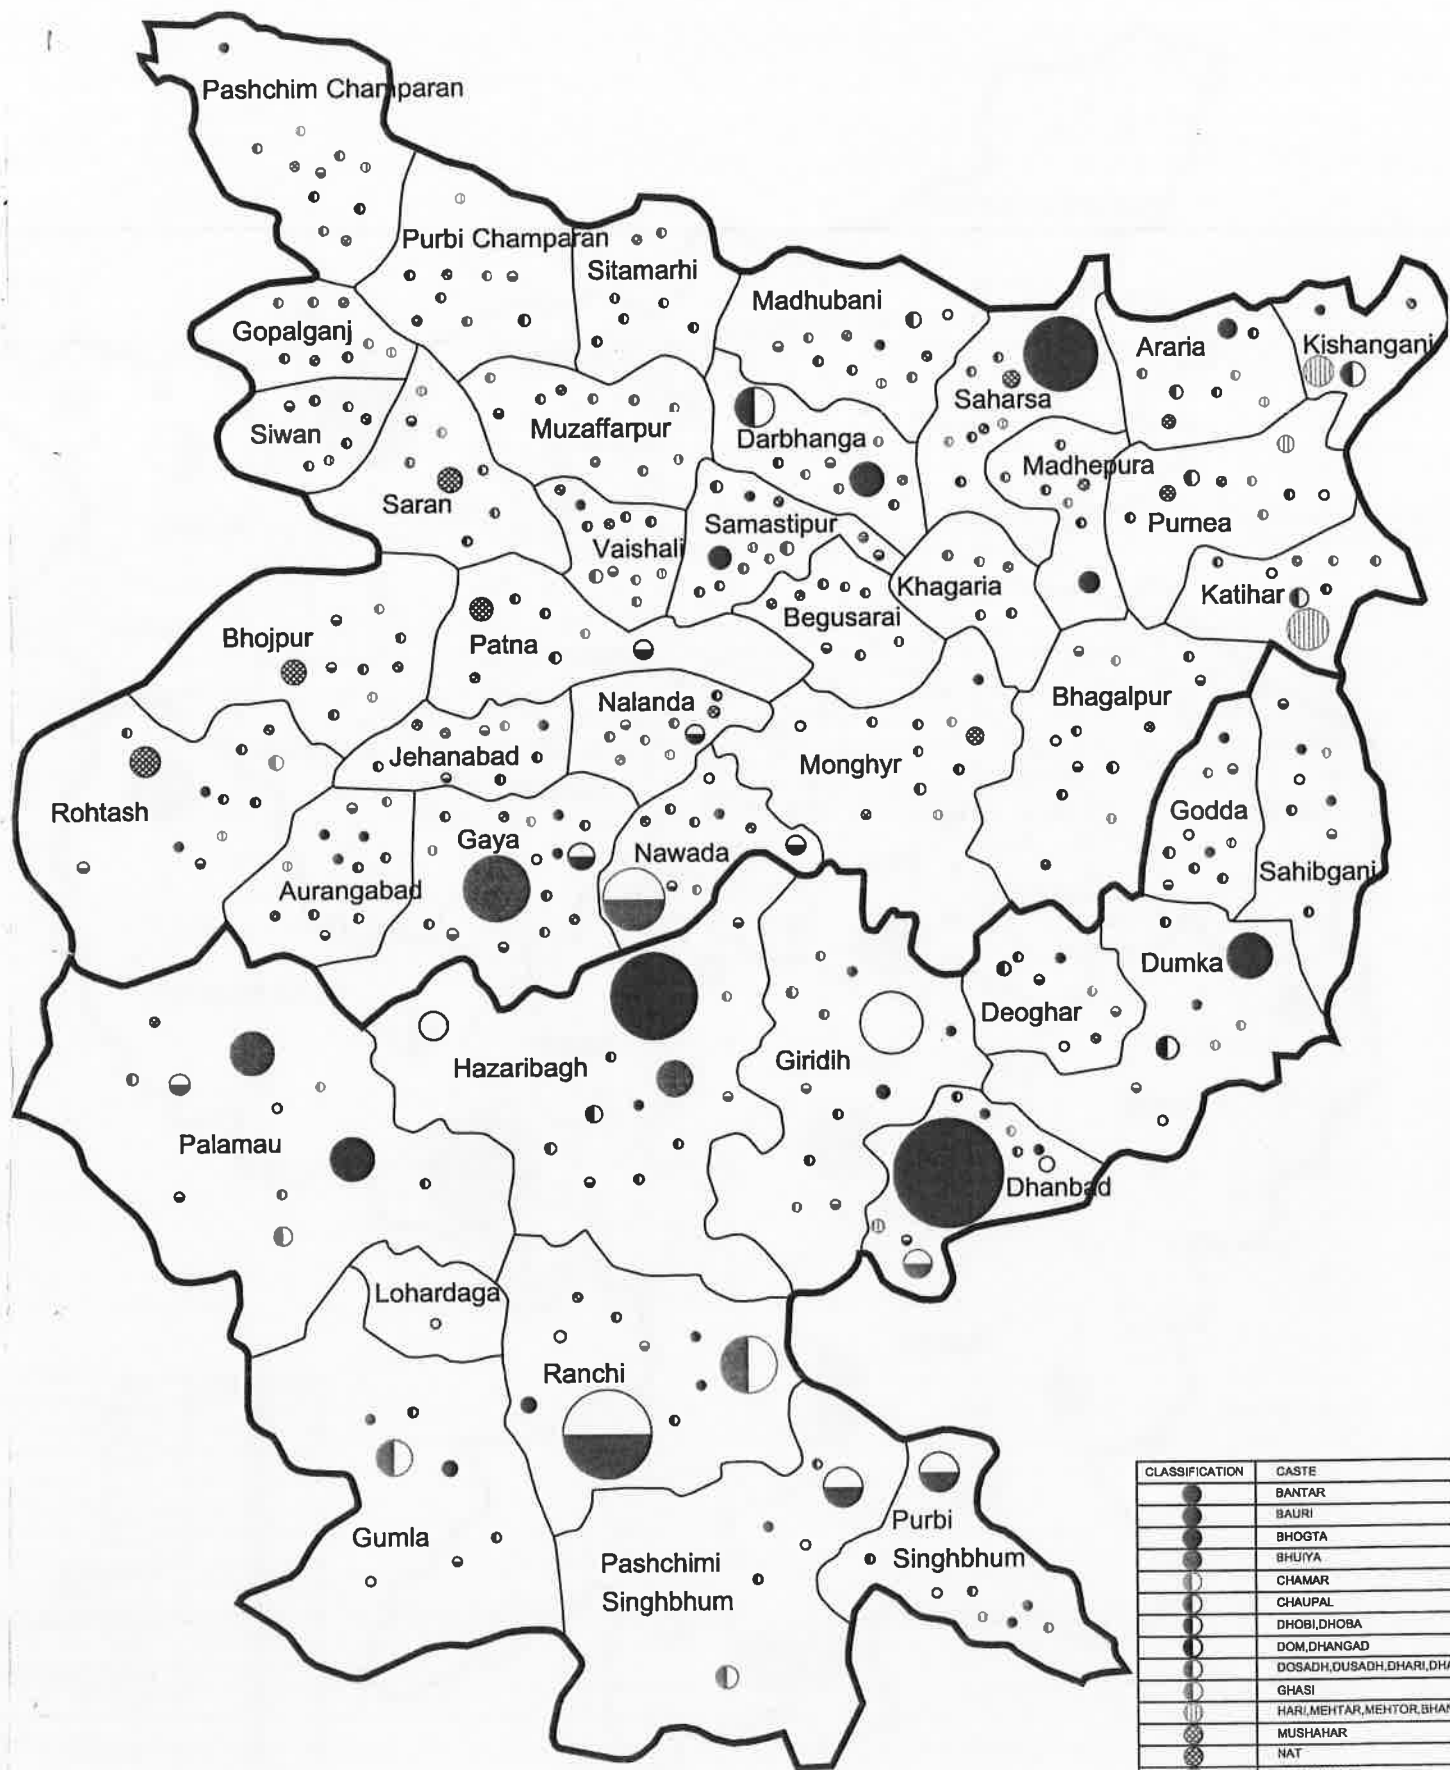 Pashchim Champaran
Purbi Champaran
Sitamarhi
Madhubani
Gopalganj
Araria
Kishanganj
Siwan
Muzaffarpur
Saharsa
Darbhanga
Madhepura
Saran
Samastipur
Purnea
Vaishali
Khagaria
Katihar
Begusarai
Bhojpur
Patna
Nalanda
Bhagalpur
Jehanabad
Monghyr
Rohtash
Godda
Gaya
Nawada
Sahibganj
Aurangabad
Dumka
Deoghar
Hazaribagh
Giridih
Palamau
Dhanbad
Lohardaga
Ranchi
Gumla
Purbi
Singhbhum
Pashchimi
Singhbhum
CLASSIFICATION CASTE
BANTAR
BAURI
BHOGTA
BHUIYA
CHAMAR
CHAUPAL
DHOBI,DHOBA
DOM,DHANGAD
DOSADH,DUSADH,DHARI,DHA
GHASI
HARI,MEHTAR,MEHTOR,BHAN
MUSHAHAR
NAT